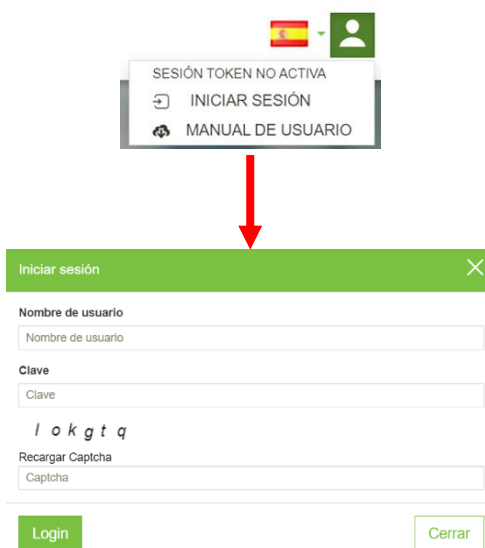 SESIÓN TOKEN NO ACTIVA
INICIAR SESIÓN
MANUAL DE USUARIO
Iniciar sesión
Nombre de usuario
Nombre de usuario
Clave
Clave
l o k g t q
Recargar Captcha
Captcha
Login Cerrar